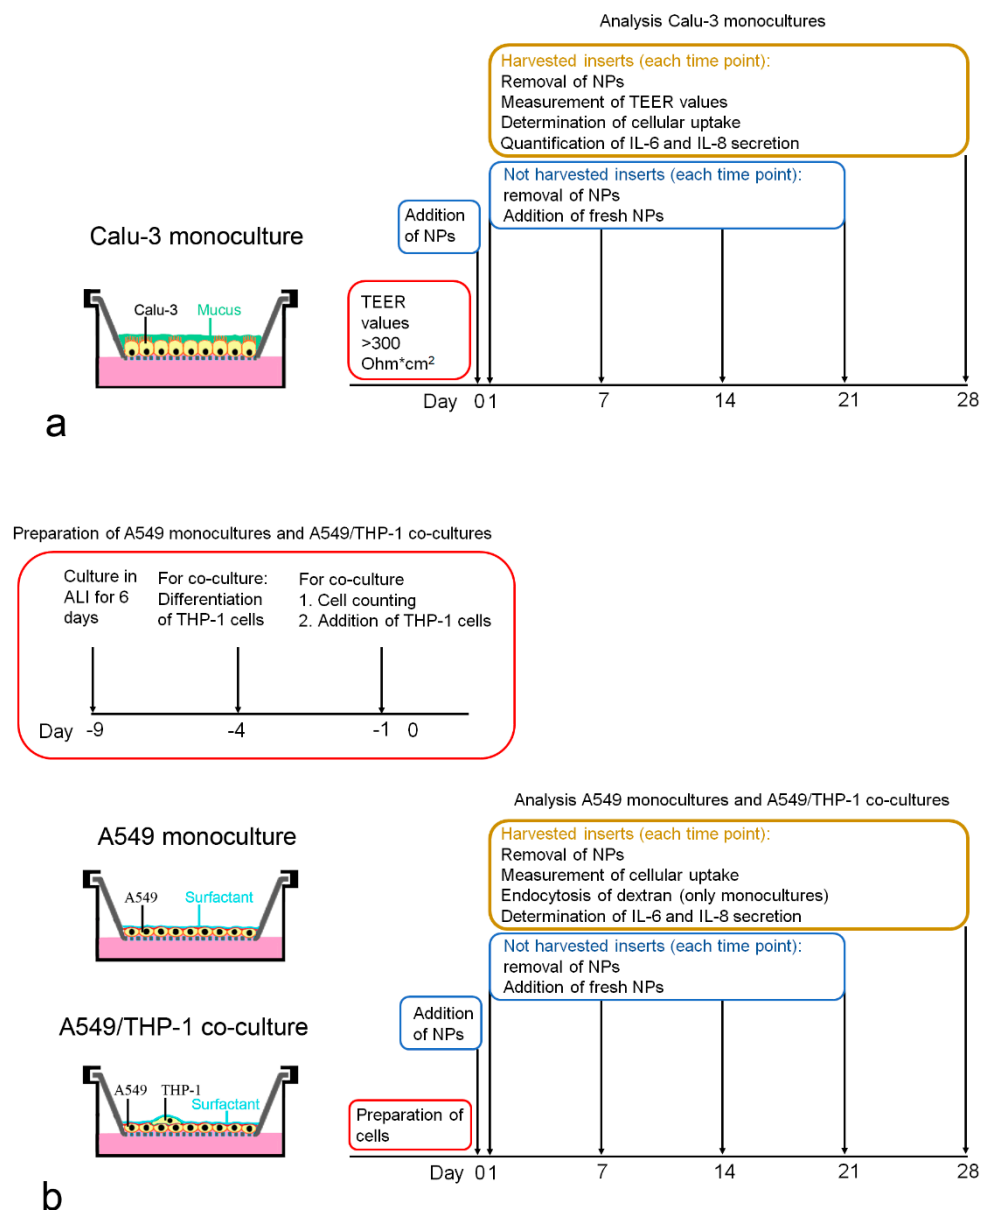 Analysis Calu-3 monocultures
Harvested inserts (each time point):
Removal of NPs
Measurement of TEER values
Determination of cellular uptake
Quantification of IL-6 and IL-8 secretion
Not harvested inserts (each time point):
removal of NPs
Addition of fresh NPs
Addition
of NPs
Calu-3 monoculture
Calu-3 Mucus
TEER
values
>300
Ohm*cm²
Day 0 1 7 14 21 28
a
Preparation of A549 monocultures and A549/THP-1 co-cultures
Culture in
ALI for 6
days
For co-culture:
Differentiation
of THP-1 cells
For co-culture
1. Cell counting
2. Addition of THP-1 cells
Day -9 -4 -1 0
Analysis A549 monocultures and A549/THP-1 co-cultures
Harvested inserts (each time point):
Removal of NPs
Measurement of cellular uptake
Endocytosis of dextran (only monocultures)
Determination of IL-6 and IL-8 secretion
Not harvested inserts (each time point):
removal of NPs
Addition of fresh NPs
A549 monoculture
A549 Surfactant
Addition
of NPs
A549/THP-1 co-culture
A549 THP-1
Surfactant
Preparation of
cells
Day 0 1 7 14 21 28
b